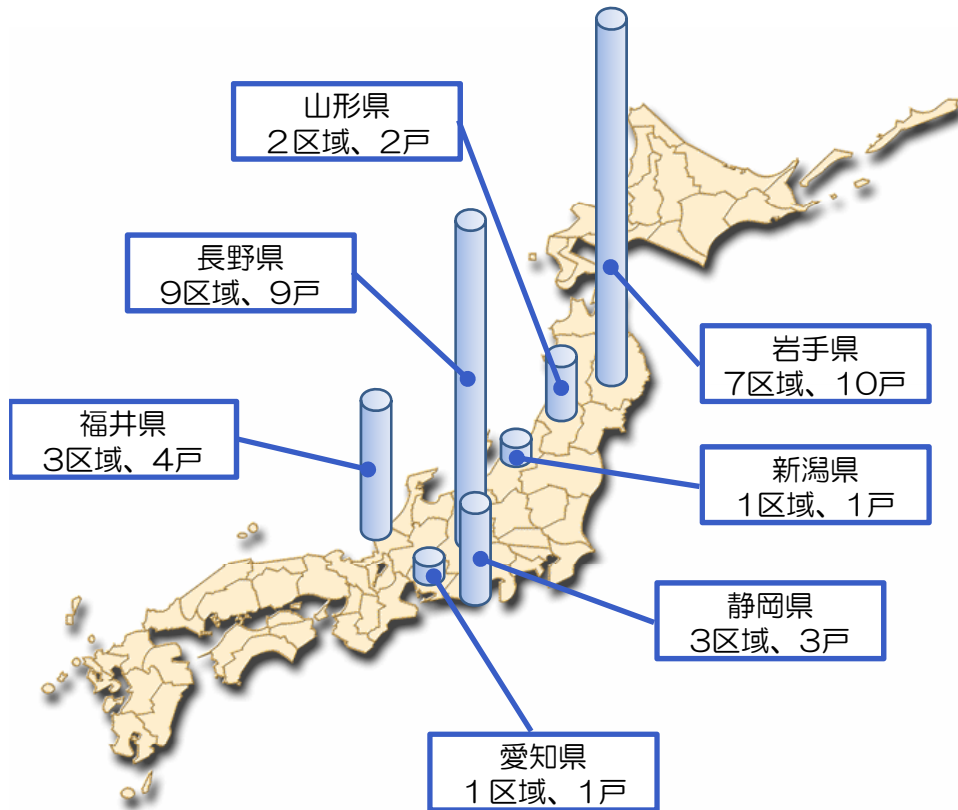 山形県
２区域、2戸
長野県
9区域、9戸
福井県
3区域、4戸
岩手県
7区域、10戸
新潟県
1区域、1戸
静岡県
3区域、3戸
愛知県
１区域、1戸